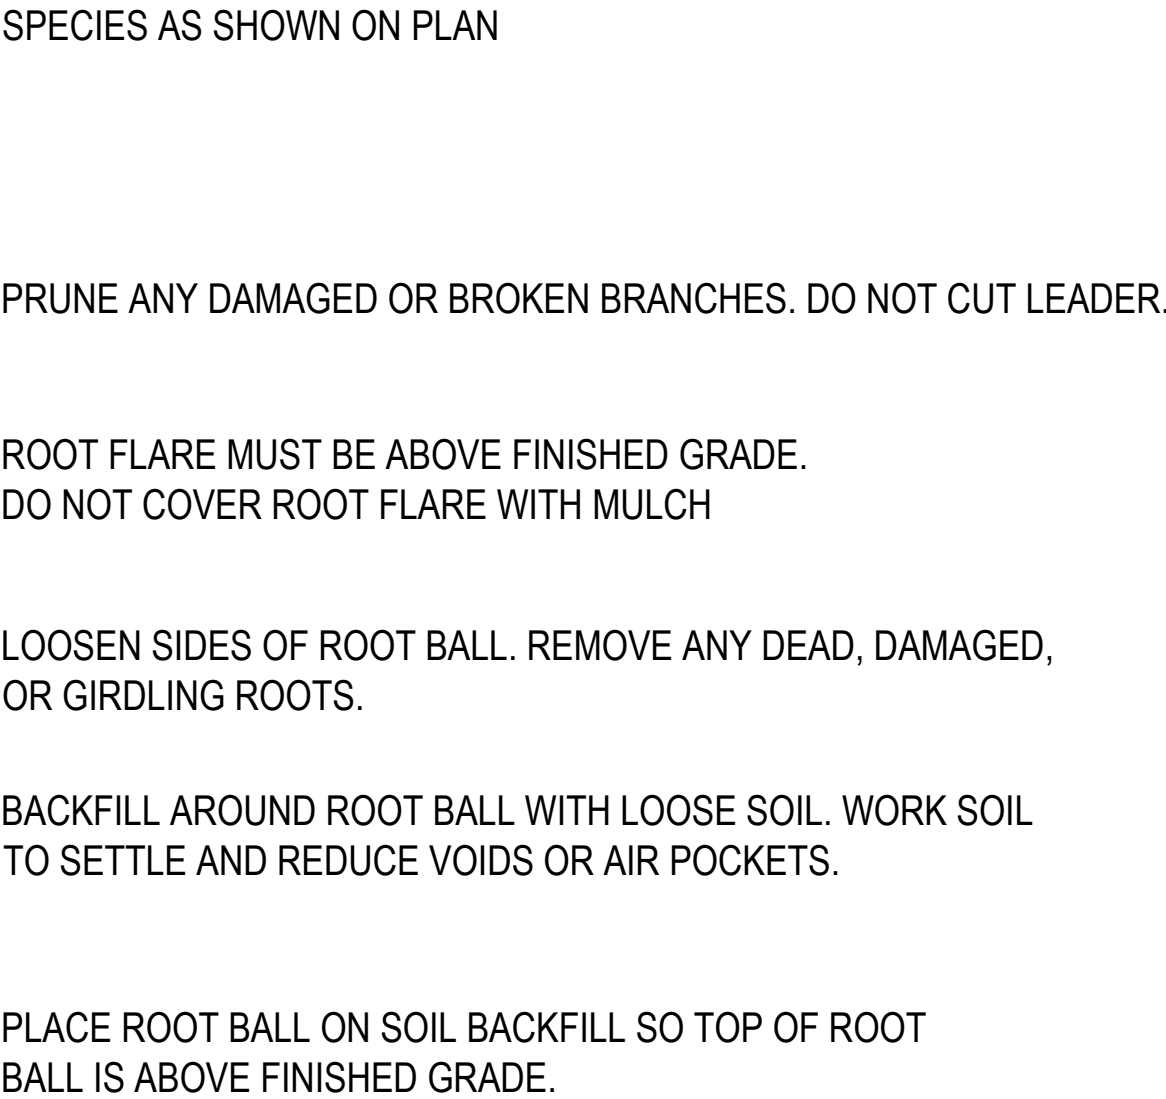 SPECIES AS SHOWN ON PLAN
PRUNE ANY DAMAGED OR BROKEN BRANCHES. DO NOT CUT LEADER.
ROOT FLARE MUST BE ABOVE FINISHED GRADE.
DO NOT COVER ROOT FLARE WITH MULCH
LOOSEN SIDES OF ROOT BALL. REMOVE ANY DEAD, DAMAGED,
OR GIRDLING ROOTS.
BACKFILL AROUND ROOT BALL WITH LOOSE SOIL. WORK SOIL
TO SETTLE AND REDUCE VOIDS OR AIR POCKETS.
PLACE ROOT BALL ON SOIL BACKFILL SO TOP OF ROOT
BALL IS ABOVE FINISHED GRADE.